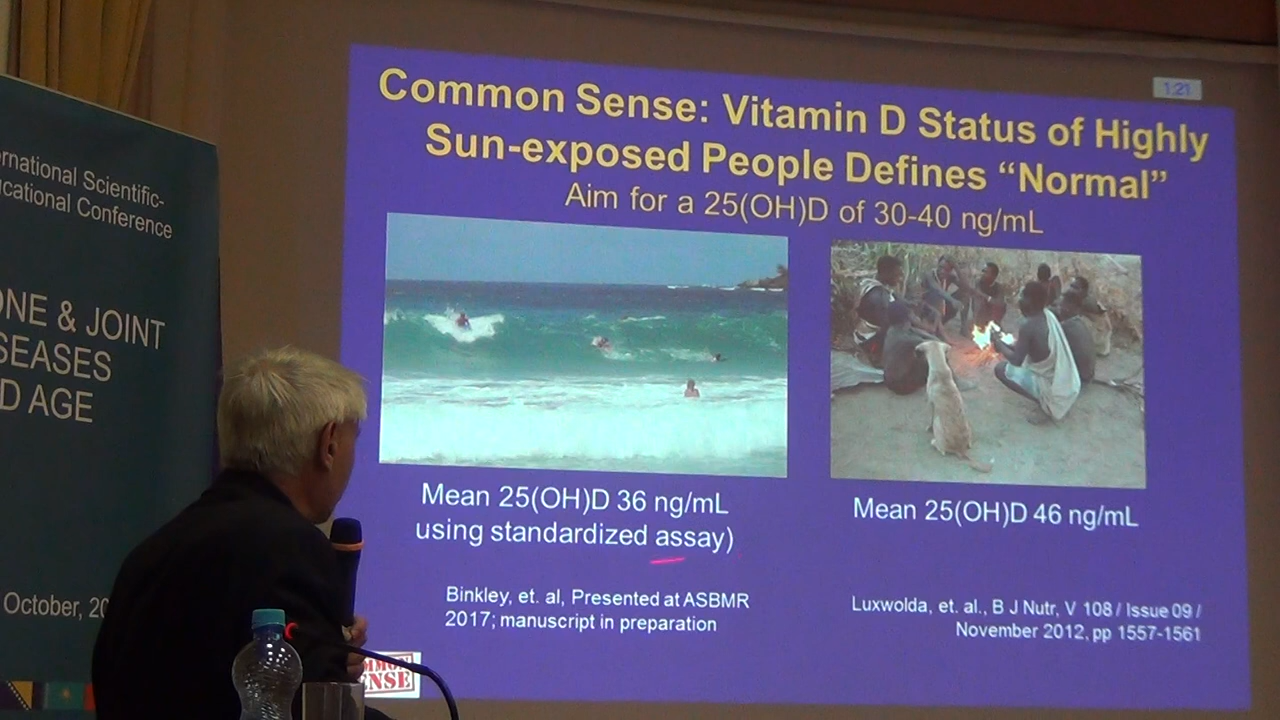 1:21
Common Sense: Vitamin D Status of Highly
Sun-exposed People Defines “Normal”
Aim for a 25(OH)D of 30-40 ng/mL
Mean 25(OH)D 36 ng/mL
using standardized assay)
Mean 25(OH)D 46 ng/mL
Binkley, et. al, Presented at ASBMR
2017; manuscript in preparation
Luxwolda, et. al., B J Nutr, V 108 / Issue 09 /
November 2012, pp 1557-1561
MMON
ENSE
rnational Scientific-
cational Conference
ONE & JOINT
SEASES
D AGE
October, 20